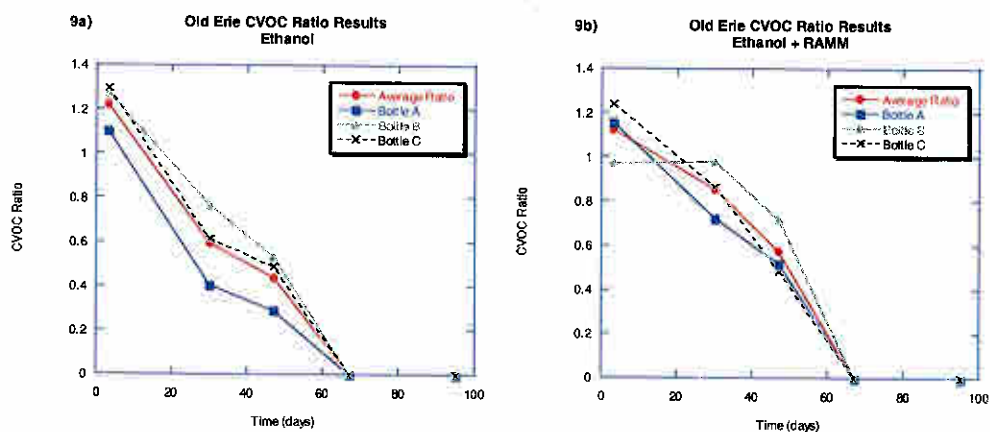 9a)
Old Erie CVOC Ratio Results
Ethanol
1.4
1.2
1
0.8
0.6
0.4
0.2
0
CVOC Ratio
Average Ratio
Bottle A
Bottle B
Bottle C
0
20
40
60
80
100
Time (days)
9b)
Old Erie CVOC Ratio Results
Ethanol + RAMM
1.4
1.2
1
0.8
0.6
0.4
0.2
0
CVOC Ratio
Average Ratio
Bottle A
Bottle B
Bottle C
0
20
40
60
80
100
Time (days)